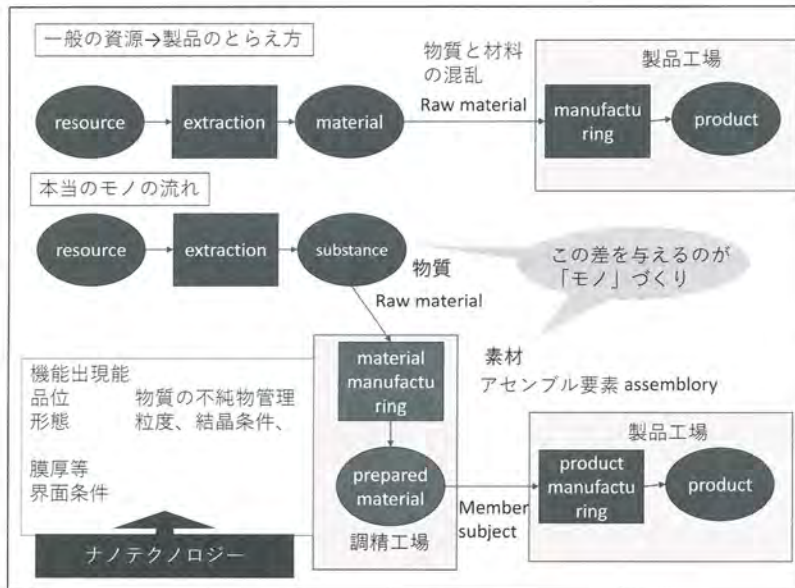 一般の資源→製品のとらえ方
物質と材料
の混乱
Raw material
製品工場
resource
extraction
material
manufactu
ring
product
本当のモノの流れ
resource
extraction
substance
物質
Raw material
この差を与えるのが
「モノ」づくり
機能出現能
品位 物質の不純物管理
形態 粒度、結晶条件、
膜厚等
界面条件
ナノテクノロジー
material
manufactu
ring
prepared
material
調精工場
素材
アセンブル要素 assemblory
Member
subject
製品工場
product
manufactu
ring
product